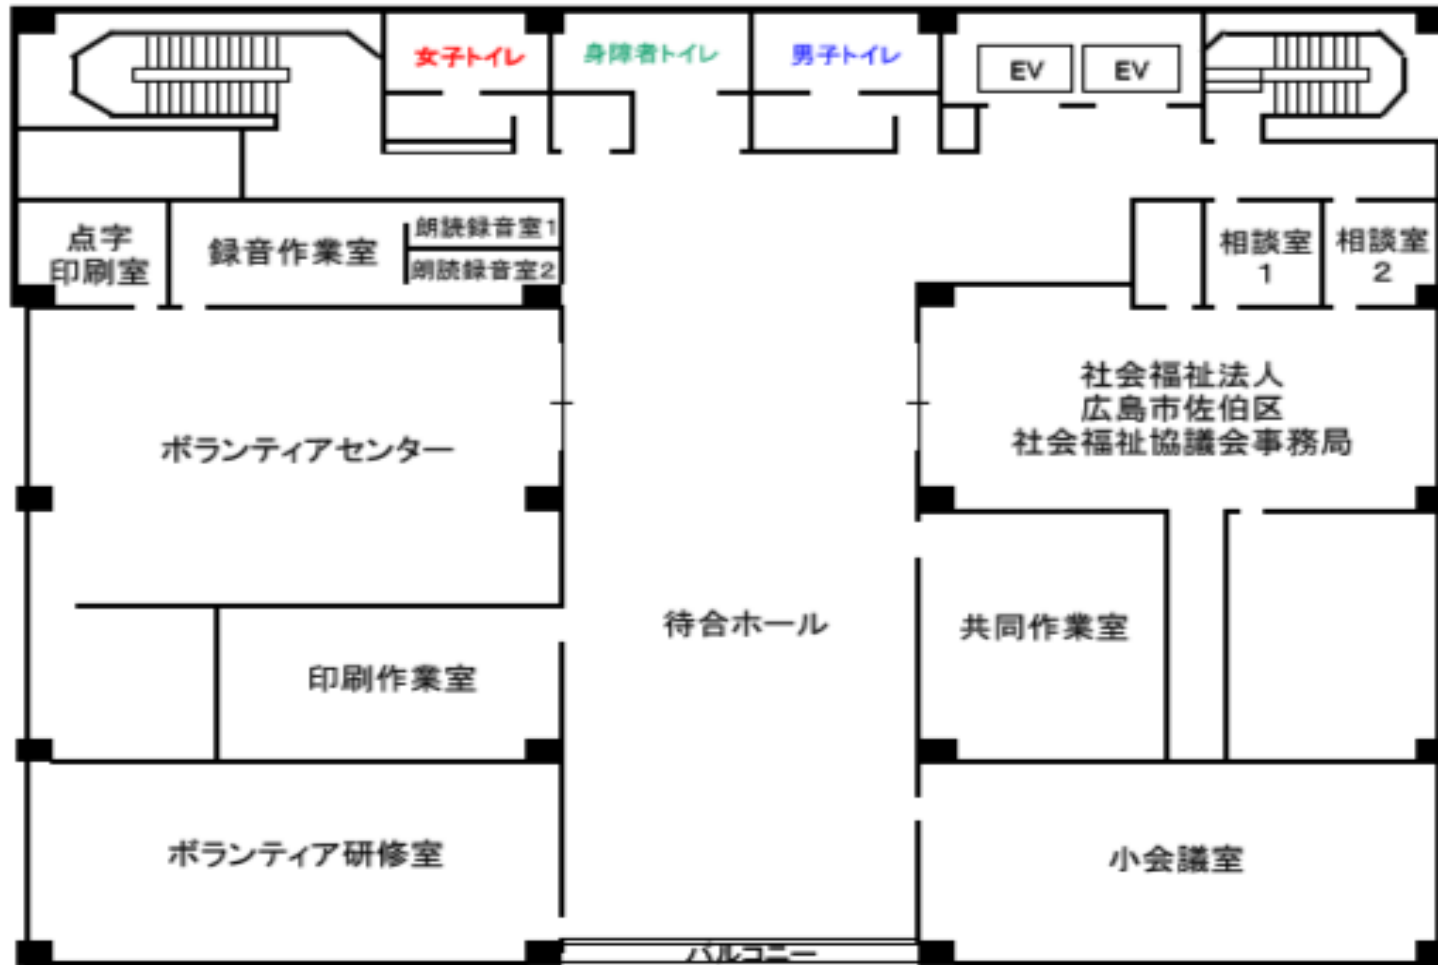 女子トイレ
身障者トイレ
男子トイレ
EV
EV
点字
印刷室
録音作業室
朗読録音室1
朗読録音室2
相談室
1
相談室
2
社会福祉法人
広島市佐伯区
社会福祉協議会事務局
ボランティアセンター
待合ホール
共同作業室
印刷作業室
ボランティア研修室
小会議室
バルコニー